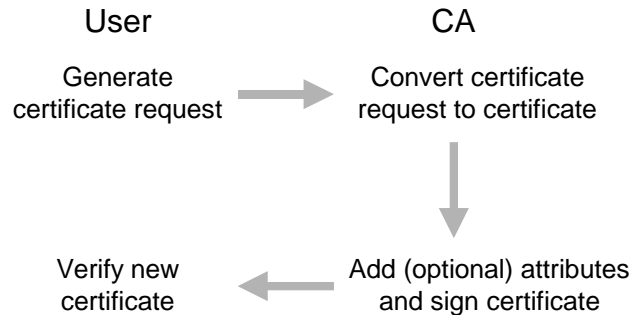 User
CA
Generate
certificate request
Convert certificate
request to certificate
Verify new
certificate
Add (optional) attributes
and sign certificate